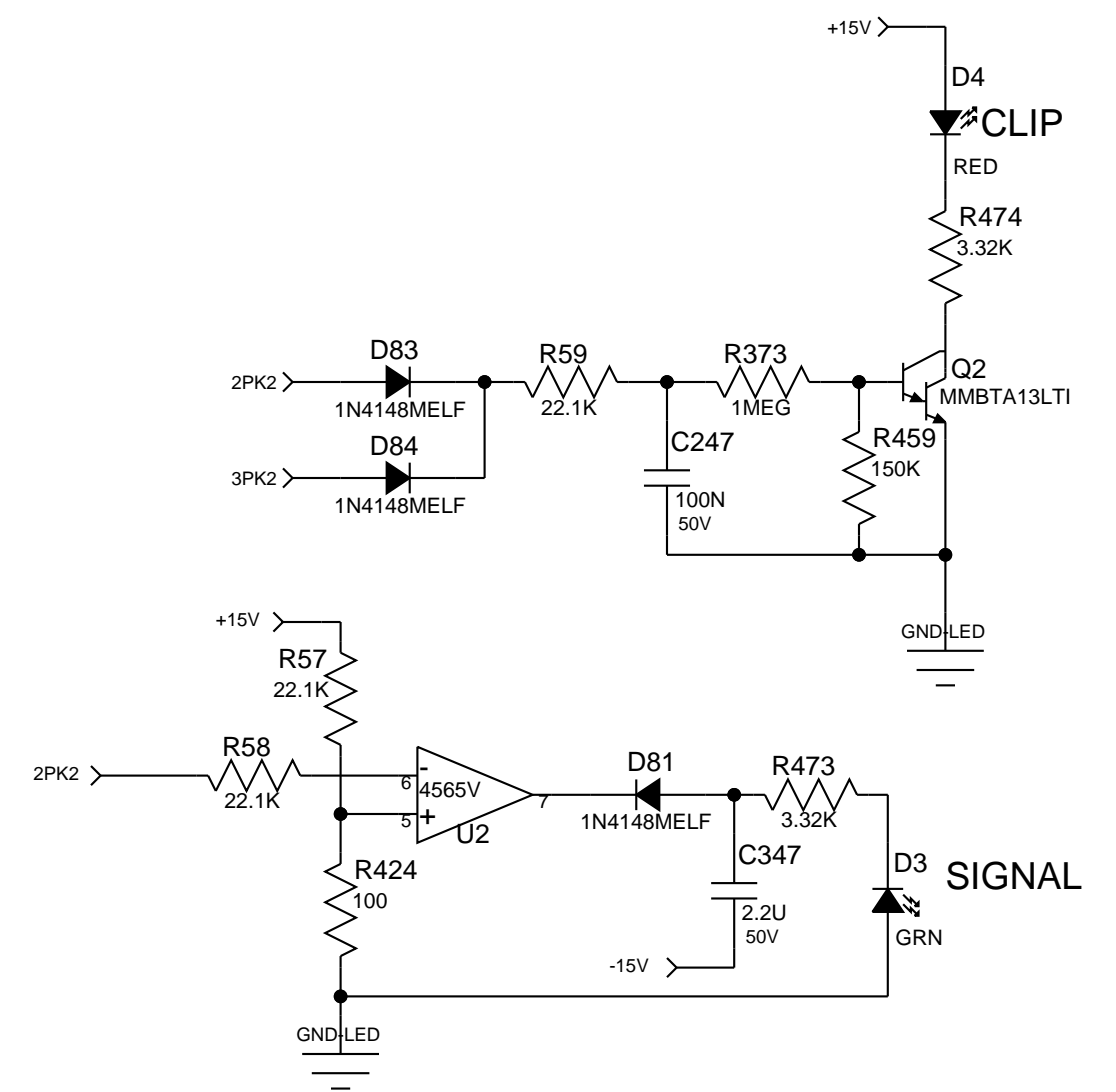 +15V
D4
CLIP
RED
R474
3.32K
D83
2PK2
1N4148MELF
R59
22.1K
R373
1MEG
Q2
MMBTA13LTI
D84
3PK2
1N4148MELF
C247
100N
50V
R459
150K
GND-LED
+15V
R57
22.1K
2PK2
R58
22.1K
6
-
4565V
5
+
U2
7
D81
1N4148MELF
R473
3.32K
R424
100
C347
2.2U
50V
D3
SIGNAL
GRN
-15V
GND-LED